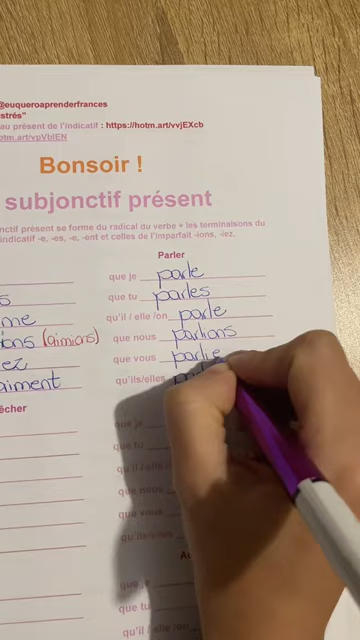 @euqueroaprenderfrances
strés"
au présent de l'indicatif : https://hotm.art/vvjEXcb
otm.art/vpVbIEN
Bonsoir !
subjonctif présent
nctif présent se forme du radical du verbe + les terminaisons du
indicatif -e, -es, -e, -ent et celles de l'imparfait -ions, -iez.
Parler
que je parle
que tu parles
qu'il / elle /on parle
que nous parlions
que vous parlie
qu'ils/elles
s
me
ions (aimions)
ez
aiment
êcher
que je
que tu
qu'il / elle /
que nous
que vous
qu'ils/elles
que je
que tu
qu'il / elle /on